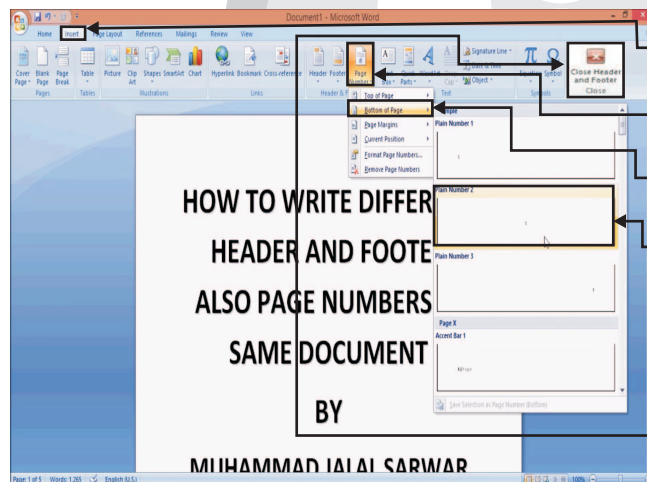 Document1 - Microsoft Word
Home Insert Page Layout References Mailings Review View
Cover Page Blank Page Page Break Table Picture Clip Art Shapes SmartArt Chart Hyperlink Bookmark Cross-reference Header Footer Page Number Signature Line Equation Symbol Close Header and Footer
Object
Pages Tables Illustrations Links Header & F Text Symbols Close
Top of Page
Bottom of Page
Page Margins
Current Position
Format Page Numbers...
Remove Page Numbers
Plain Number 1
Plain Number 2
Plain Number 3
Page X
Accent Bar 1
Save Selection as Page Number (Bottom)
HOW TO WRITE DIFFER
HEADER AND FOOTE
ALSO PAGE NUMBERS
SAME DOCUMENT
BY
MUHAMMAD JALAL SARWAR
Page: 1 of 5 Words: 1,265 English (U.S.) 100%